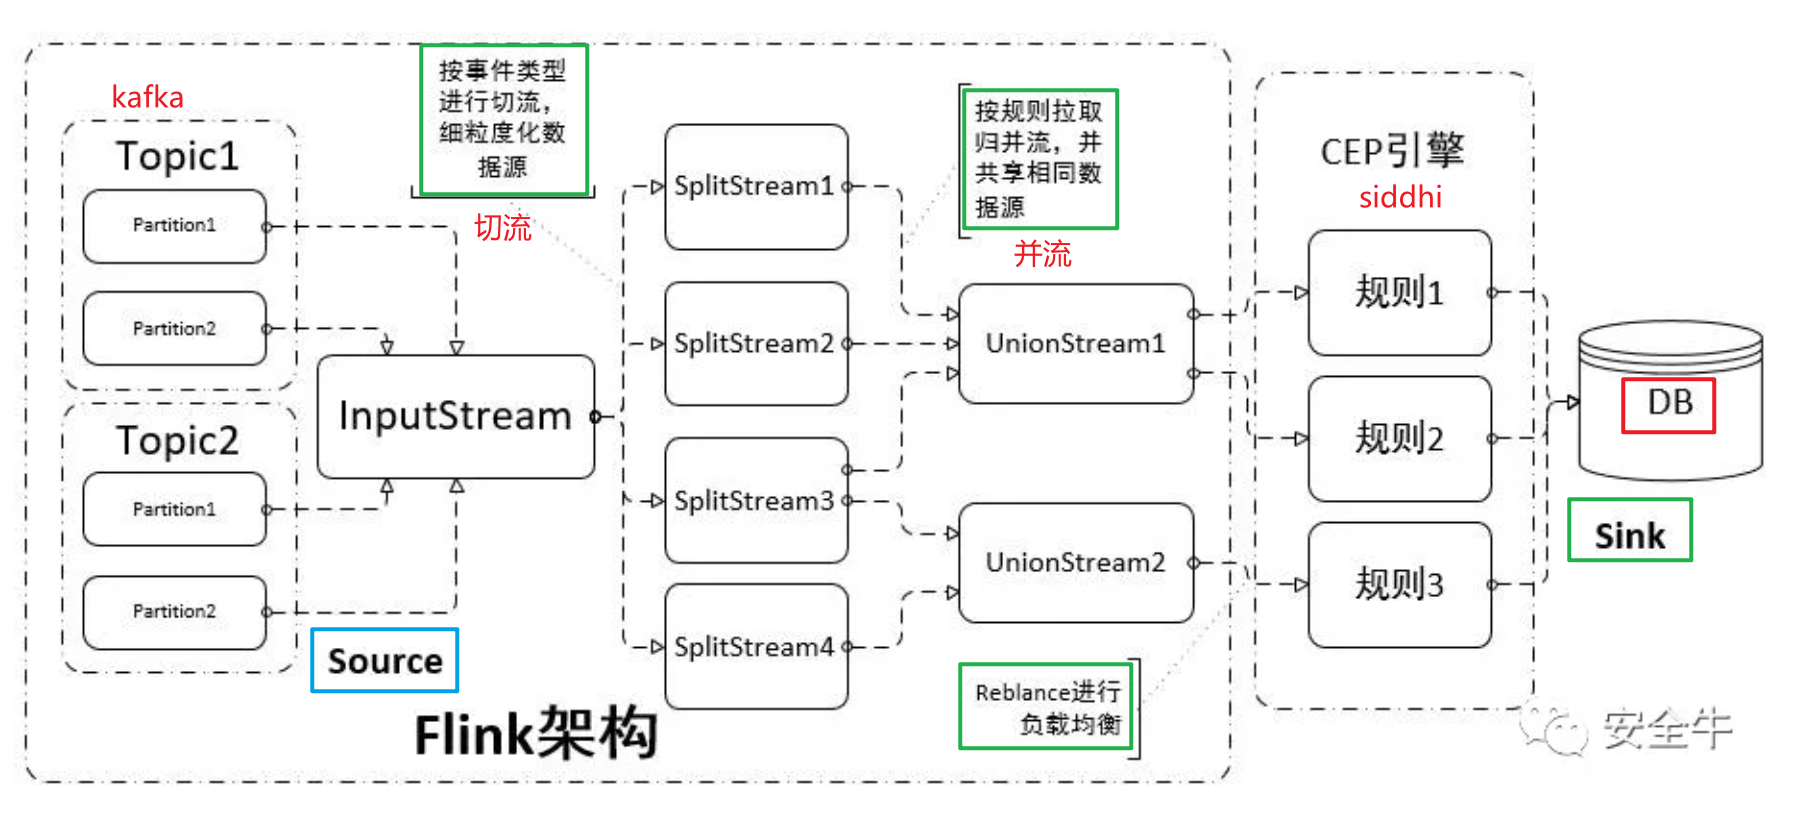 kafka
Topic1
Partition1
Partition2
Topic2
Partition1
Partition2
Source
InputStream
按事件类型
进行切流，
细粒度化数
据源
切流
SplitStream1
SplitStream2
SplitStream3
SplitStream4
按规则拉取
归并流，并
共享相同数
据源
并流
UnionStream1
UnionStream2
Reblance进行
负载均衡
Flink架构
CEP引擎
siddhi
规则1
规则2
规则3
DB
Sink
安全牛